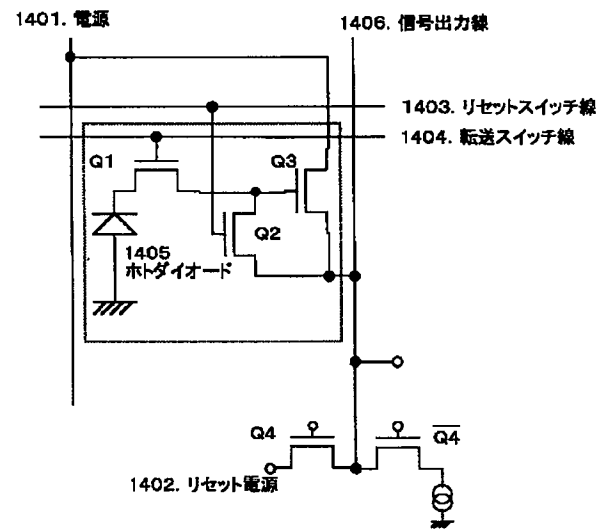 1401. 電源
1406. 信号出力線
1403. リセットスイッチ線
1404. 転送スイッチ線
Q1
Q3
Q2
1405
ホトダイオード
Q4
Q4
1402. リセット電源